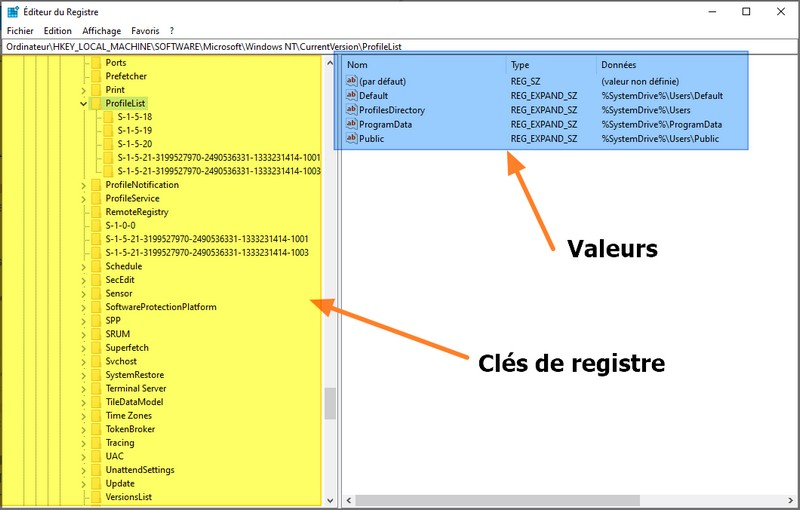 Éditeur du Registre
Fichier Edition Affichage Favoris ?
Ordinateur\HKEY_LOCAL_MACHINE\SOFTWARE\Microsoft\Windows NT\CurrentVersion\ProfileList
Ports
Prefetcher
Print
ProfileList
S-1-5-18
S-1-5-19
S-1-5-20
S-1-5-21-3199527970-2490536331-1333231414-1001
S-1-5-21-3199527970-2490536331-1333231414-1003
ProfileNotification
ProfileService
RemoteRegistry
S-1-0-0
S-1-5-21-3199527970-2490536331-1333231414-1001
S-1-5-21-3199527970-2490536331-1333231414-1003
Schedule
SecEdit
Sensor
SoftwareProtectionPlatform
SPP
SRUM
Superfetch
Svchost
SystemRestore
Terminal Server
TileDataModel
Time Zones
TokenBroker
Tracing
UAC
UnattendSettings
Update
VersionsList
Nom Type Données
(par défaut) REG_SZ (valeur non définie)
Default REG_EXPAND_SZ %SystemDrive%\Users\Default
ProfilesDirectory REG_EXPAND_SZ %SystemDrive%\Users
ProgramData REG_EXPAND_SZ %SystemDrive%\ProgramData
Public REG_EXPAND_SZ %SystemDrive%\Users\Public
Valeurs
Clés de registre